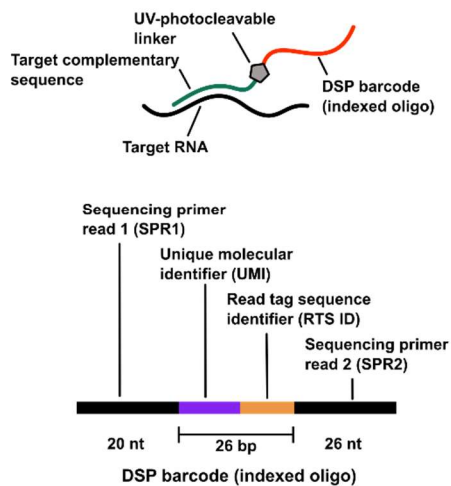 UV-photocleavable
linker
Target complementary
sequence
DSP barcode
(indexed oligo)
Target RNA
Sequencing primer
read 1 (SPR1)
Unique molecular
identifier (UMI)
Read tag sequence
identifier (RTS ID)
Sequencing primer
read 2 (SPR2)
20 nt
26 bp
26 nt
DSP barcode (indexed oligo)